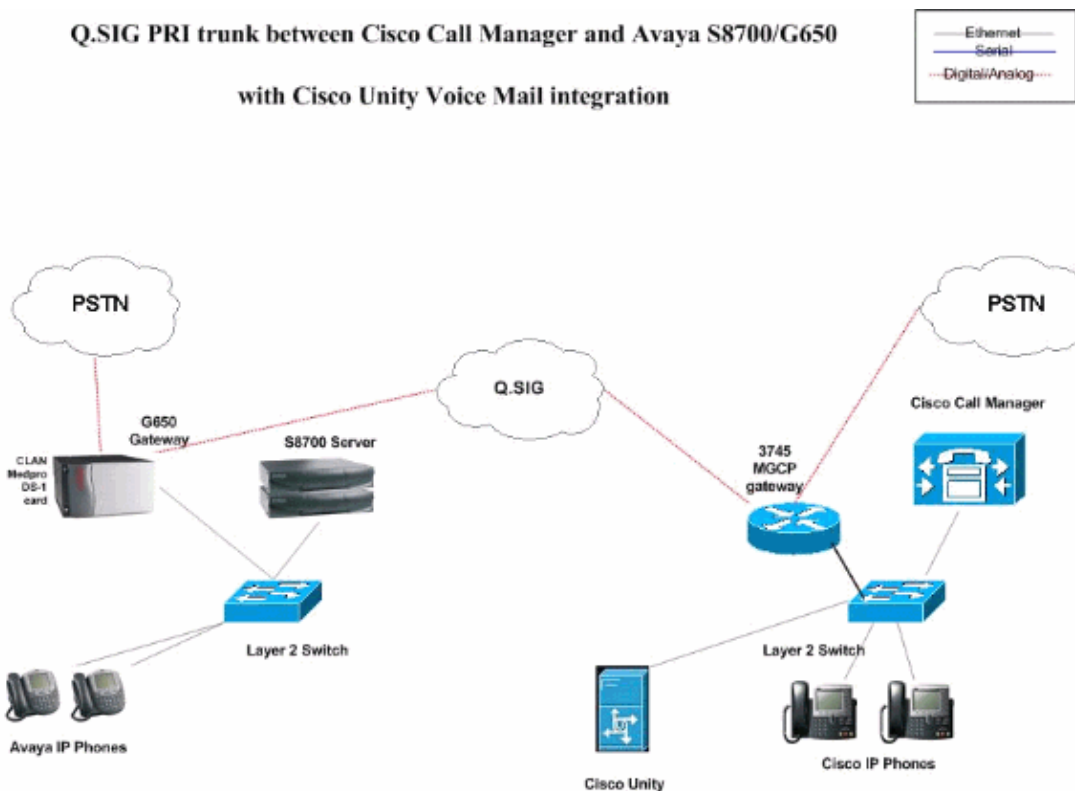 Q.SIG PRI trunk between Cisco Call Manager and Avaya S8700/G650
with Cisco Unity Voice Mail integration
Ethernet
Serial
Digital/Analog
PSTN
PSTN
Q.SIG
Cisco Call Manager
G650
Gateway
S8700 Server
CLAN
Medpro
DS-1
card
3745
MGCP
gateway
Layer 2 Switch
Layer 2 Switch
Avaya IP Phones
Cisco IP Phones
Cisco Unity